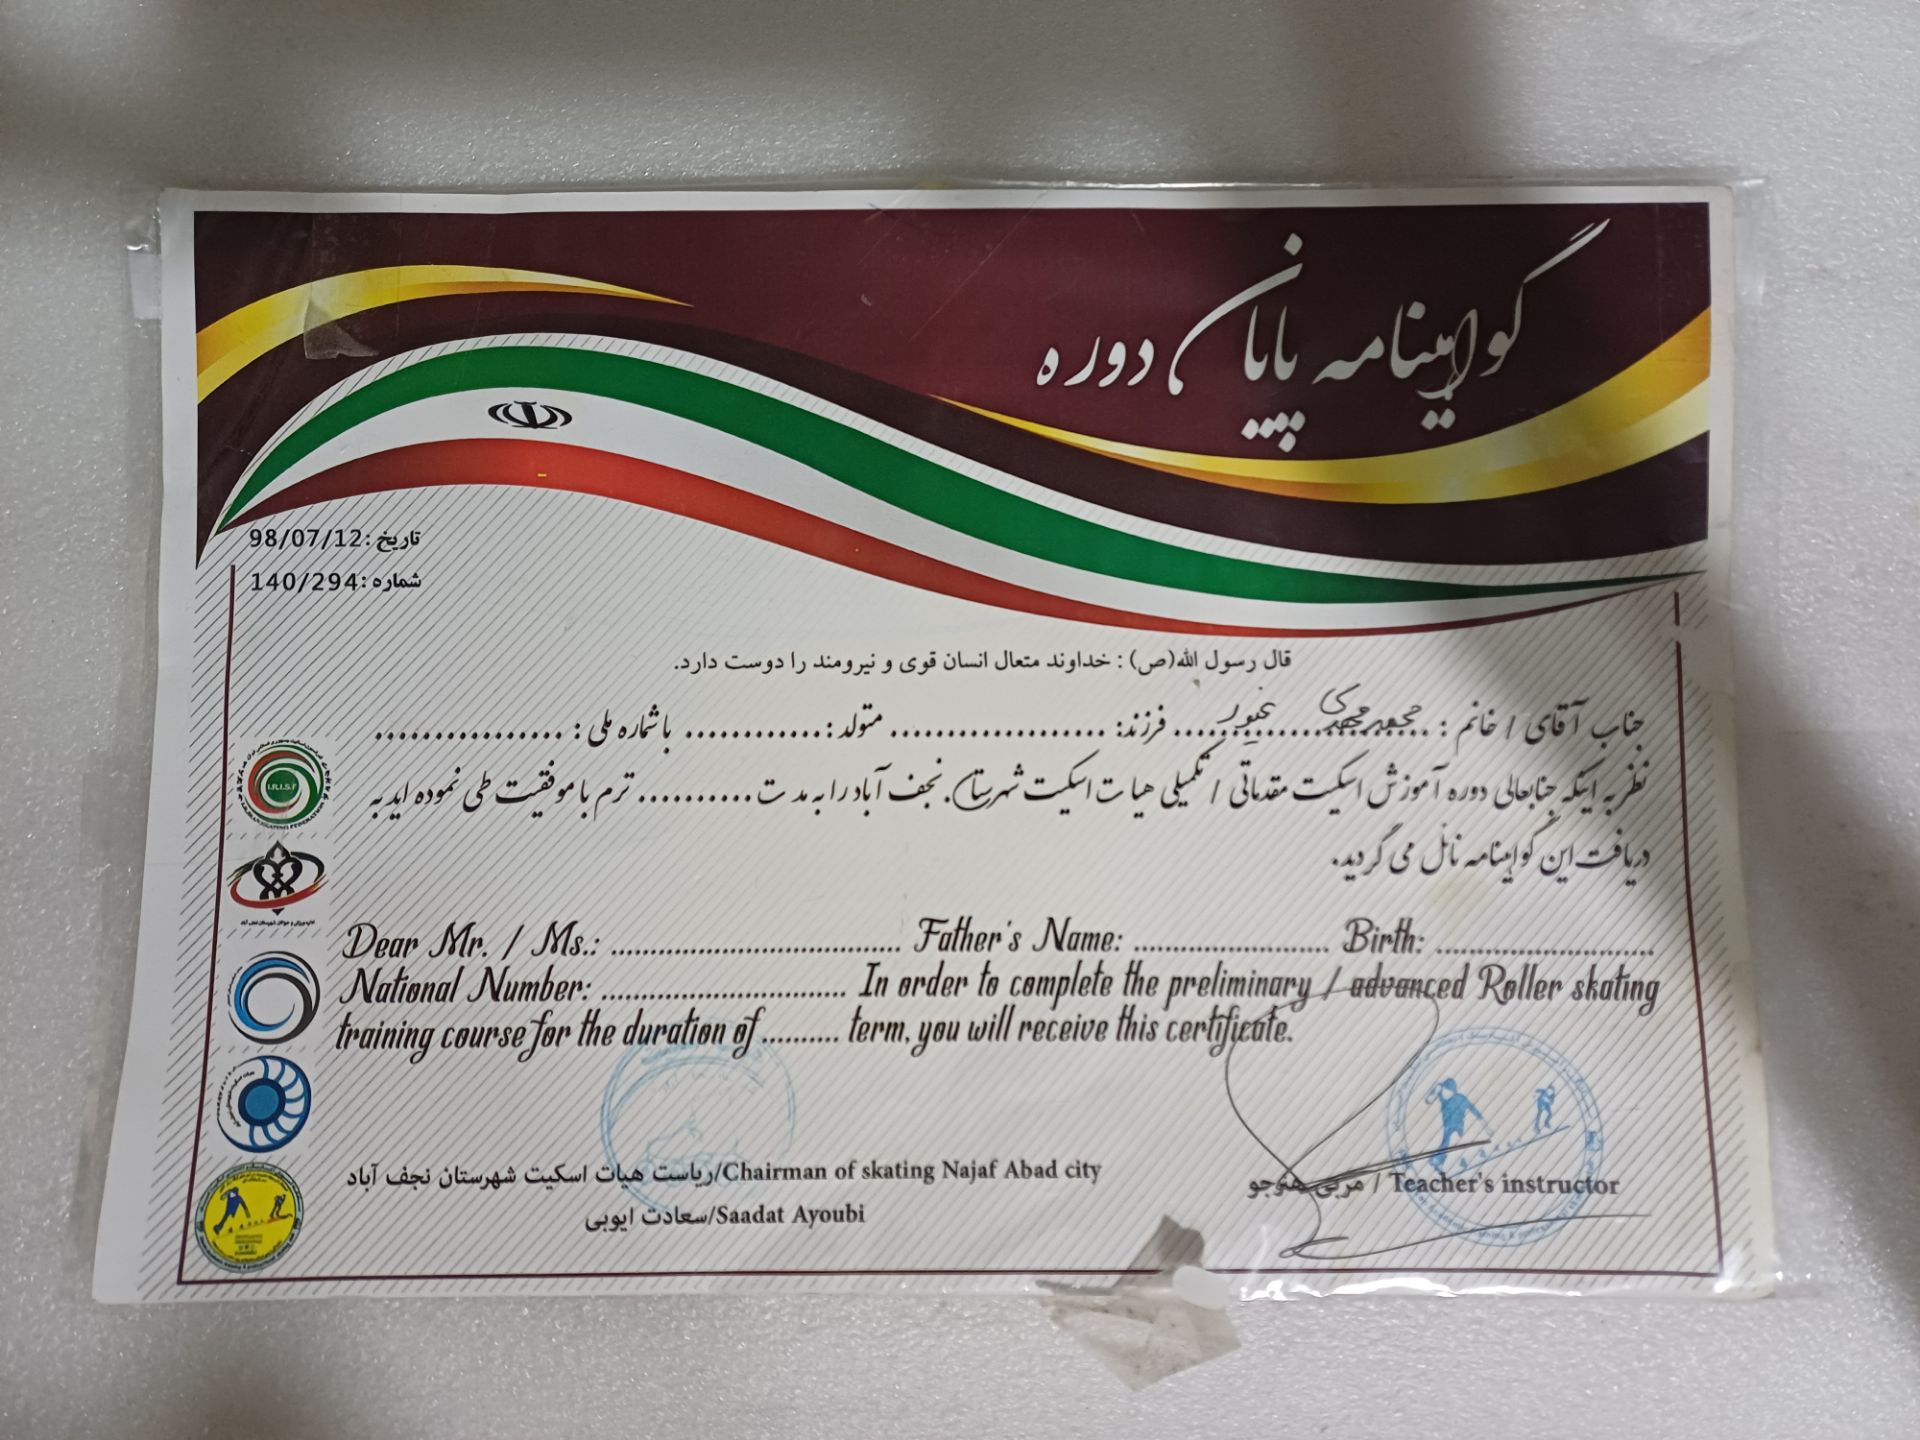 گواهینامه پایان دوره
تاریخ :98/07/12
شماره :140/294
قال رسول الله(ص) : خداوند متعال انسان قوی و نیرومند را دوست دارد.
جناب آقای / خانم : ........ مهدی غیور ........ فرزند: .................. متولد : ............ با شماره ملی : ................
نظر به اینکه جنابعالی دوره آموزش اسکیت مقدماتی / تکمیلی هیات اسکیت شهرستان نجف آباد را به مدت .......... ترم با موفقیت طی نموده اید به
دریافت این گواهینامه نائل می گردید.
Dear Mr. / Ms.: .................................... Father's Name: ......................... Birth: ...........................
National Number: ............................... In order to complete the preliminary / advanced Roller skating
training course for the duration of .......... term, you will receive this certificate.
ریاست هیات اسکیت شهرستان نجف آباد/Chairman of skating Najaf Abad city
سعادت ایوبی/Saadat Ayoubi
مربی هنرجو / Teacher's instructor
I.R.I.S.F